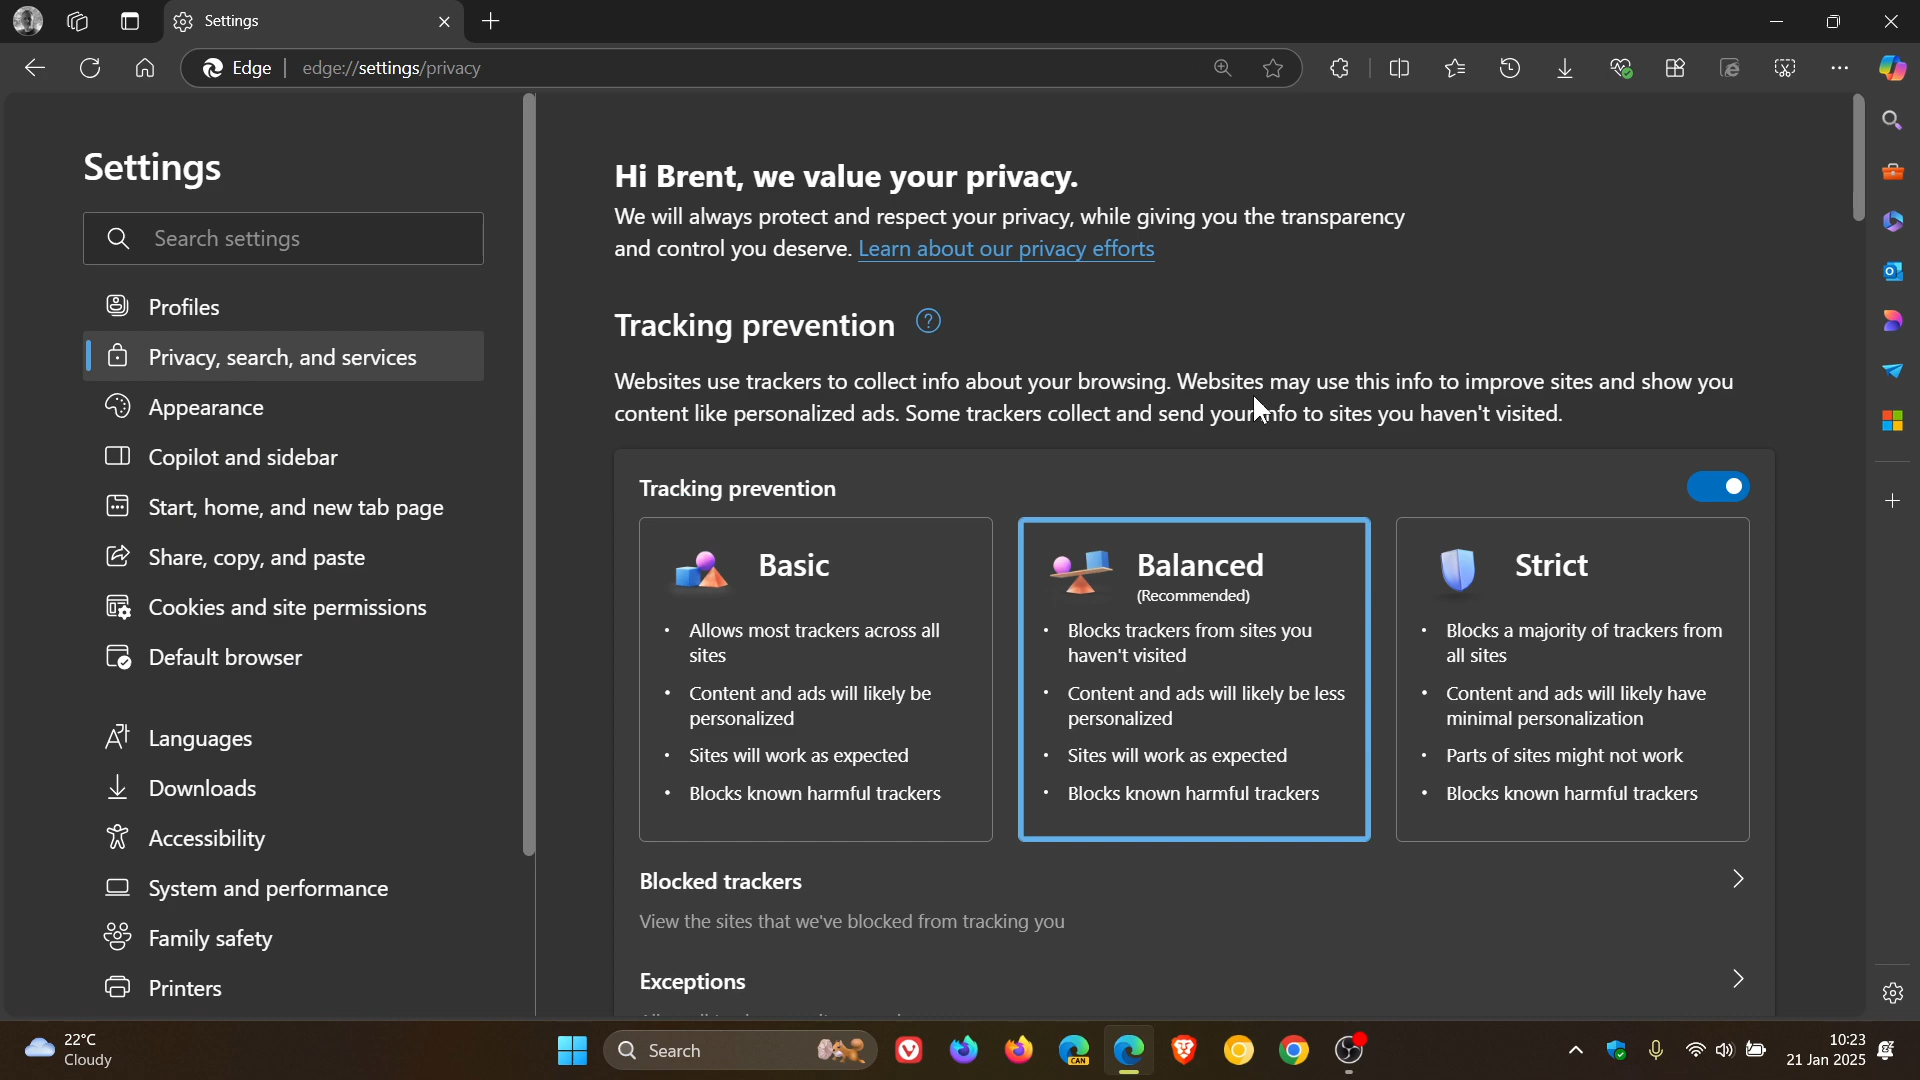 Settings
Edge
edge://settings/privacy
Settings
Search settings
Profiles
Privacy, search, and services
Appearance
Copilot and sidebar
Start, home, and new tab page
Share, copy, and paste
Cookies and site permissions
Default browser
Languages
Downloads
Accessibility
System and performance
Family safety
Printers
Hi Brent, we value your privacy.
We will always protect and respect your privacy, while giving you the transparency
and control you deserve. Learn about our privacy efforts
Tracking prevention
Websites use trackers to collect info about your browsing. Websites may use this info to improve sites and show you
content like personalized ads. Some trackers collect and send your info to sites you haven't visited.
Tracking prevention
Basic
Allows most trackers across all
sites
Content and ads will likely be
personalized
Sites will work as expected
Blocks known harmful trackers
Balanced
(Recommended)
Blocks trackers from sites you
haven't visited
Content and ads will likely be less
personalized
Sites will work as expected
Blocks known harmful trackers
Strict
Blocks a majority of trackers from
all sites
Content and ads will likely have
minimal personalization
Parts of sites might not work
Blocks known harmful trackers
Blocked trackers
View the sites that we've blocked from tracking you
Exceptions
22°C
Cloudy
Search
CAN
10:23
21 Jan 2025